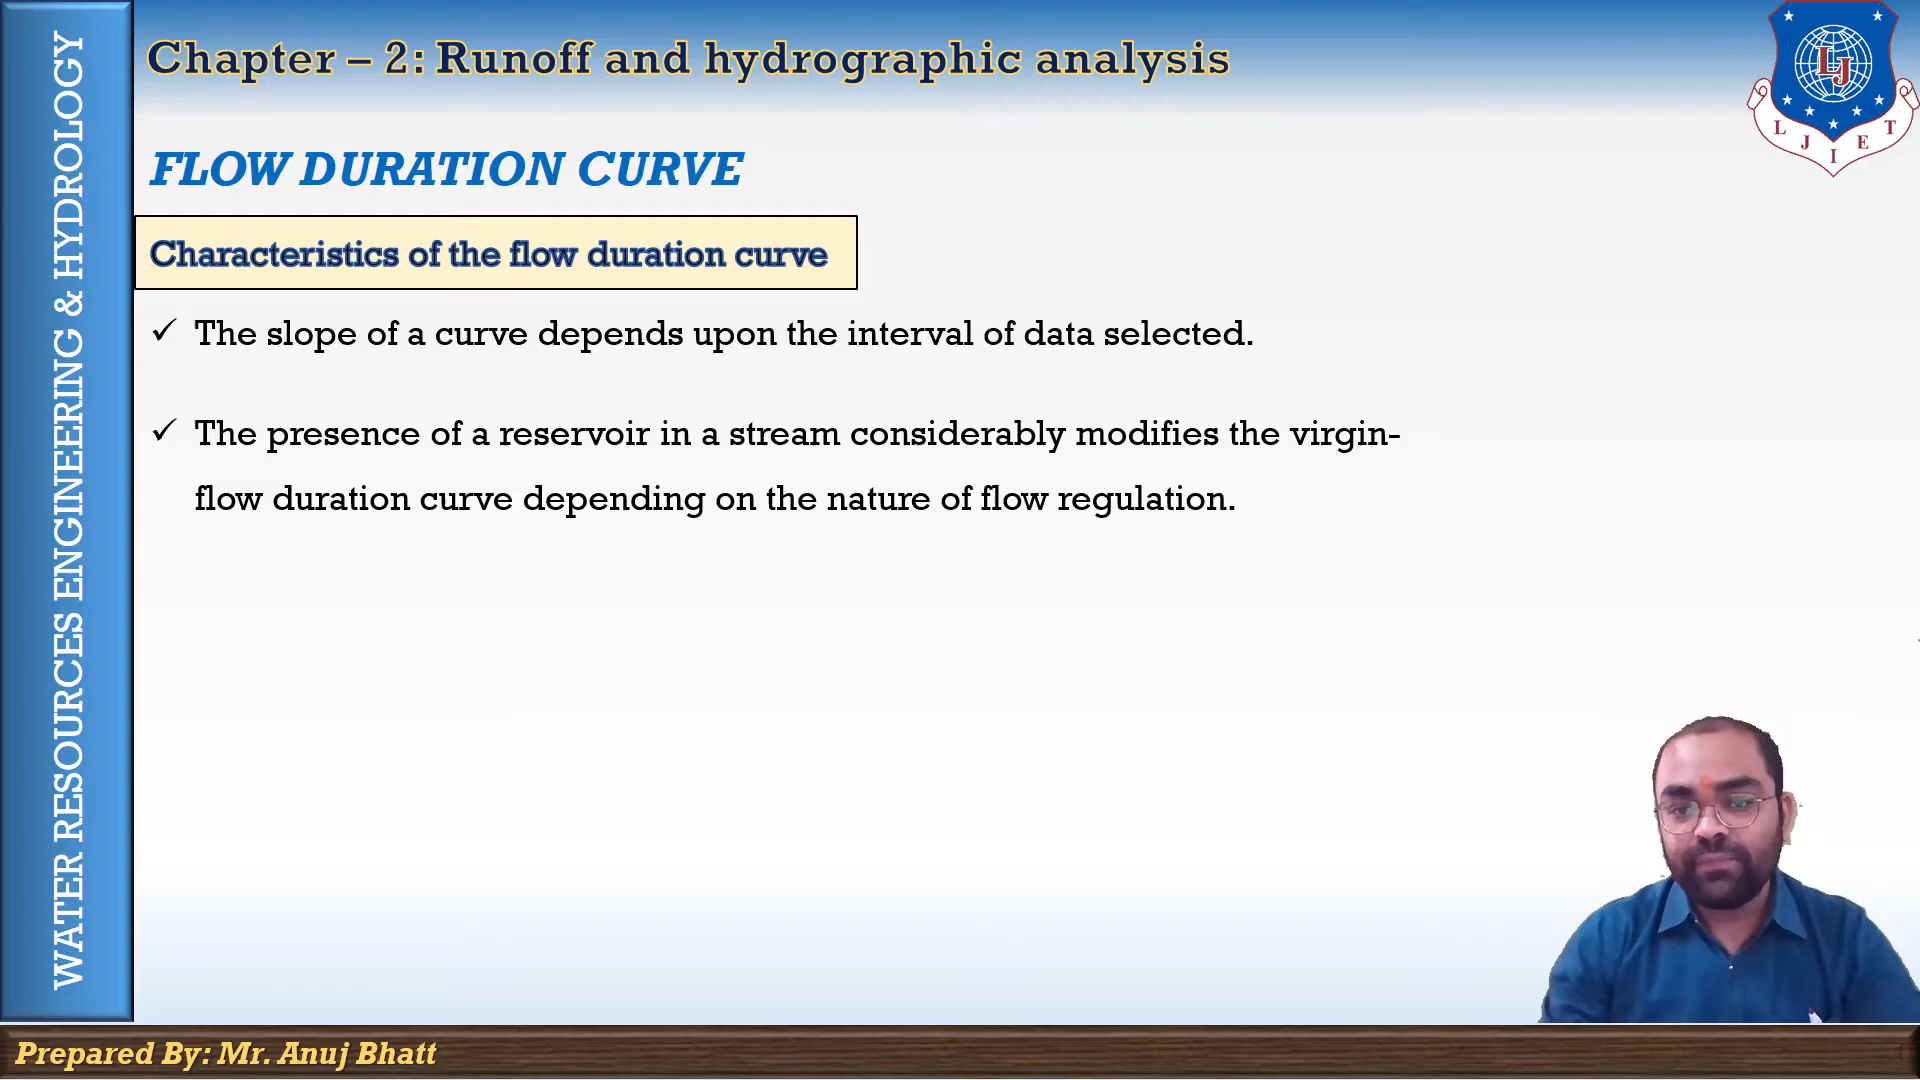 Chapter – 2: Runoff and hydrographic analysis
FLOW DURATION CURVE
Characteristics of the flow duration curve
✓ The slope of a curve depends upon the interval of data selected.
✓ The presence of a reservoir in a stream considerably modifies the virgin-
flow duration curve depending on the nature of flow regulation.
WATER RESOURCES ENGINEERING & HYDROLOGY
LJ
L J I E T
Prepared By: Mr. Anuj Bhatt